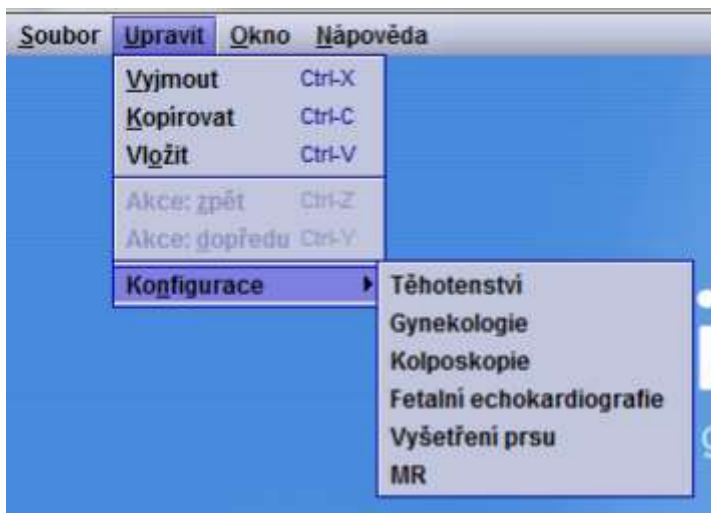 Soubor Upravit Okno Nápověda
Vyjmout Ctrl-X
Kopírovat Ctrl-C
Vložit Ctrl-V
Akce: zpět Ctrl-Z
Akce: dopředu Ctrl-Y
Konfigurace
Těhotenství
Gynekologie
Kolposkopie
Fetalní echokardiografie
Vyšetření prsu
MR